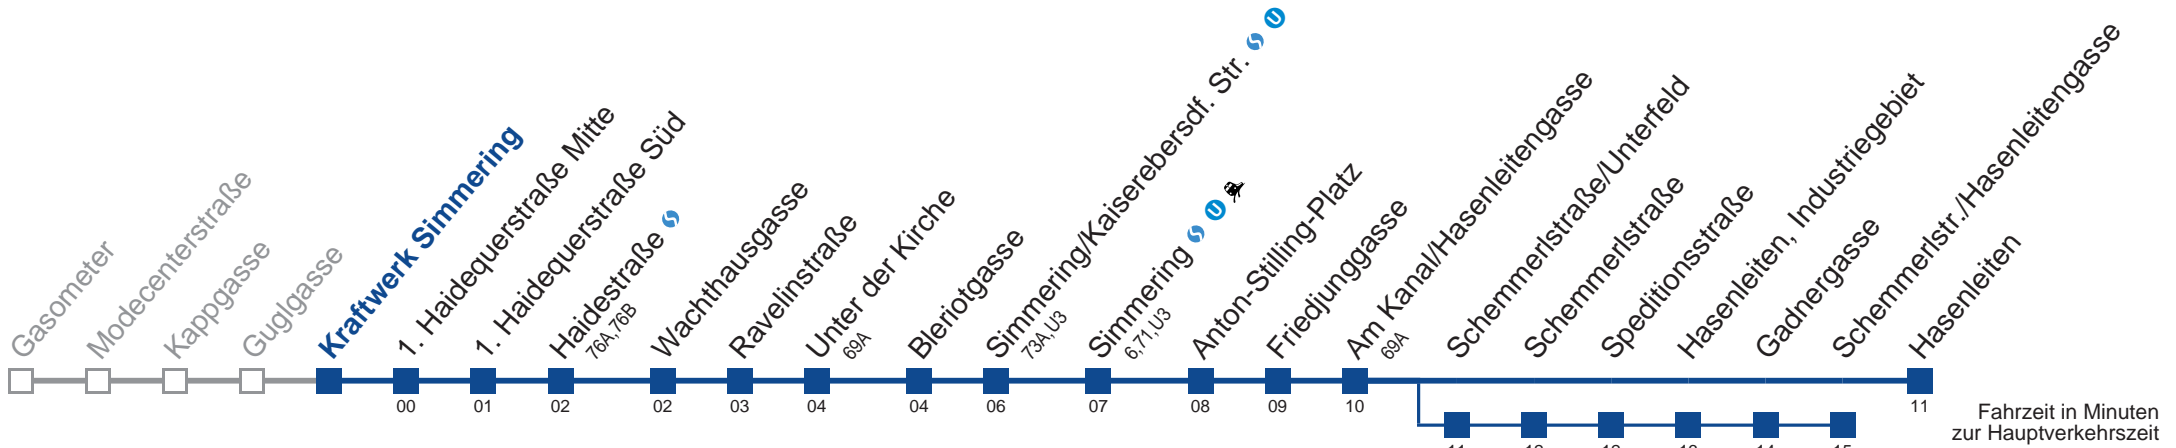 Gasometer
Modecenterstraße
Kappgasse
Guglgasse
Kraftwerk Simmering
1. Haidequerstraße Mitte
1. Haidequerstraße Süd
Haidestraße S
76A,76B
Wachthausgasse
Ravelinstraße
Unter der Kirche
69A
Bleriotgasse
Simmering/Kaiserebersdf. Str. S U
73A,U3
Simmering S U
6,71,U3
Anton-Stilling-Platz
Friedjunggasse
Am Kanal/Hasenleitengasse
69A
Schemmerlstraße/Unterfeld
Schemmerlstraße
Speditionsstraße
Hasenleiten, Industriegebiet
Gadnergasse
Schemmerlstr./Hasenleitengasse
Hasenleiten
00 01 02 02 03 04 04 06 07 08 09 10 11
Fahrzeit in Minuten
zur Hauptverkehrszeit